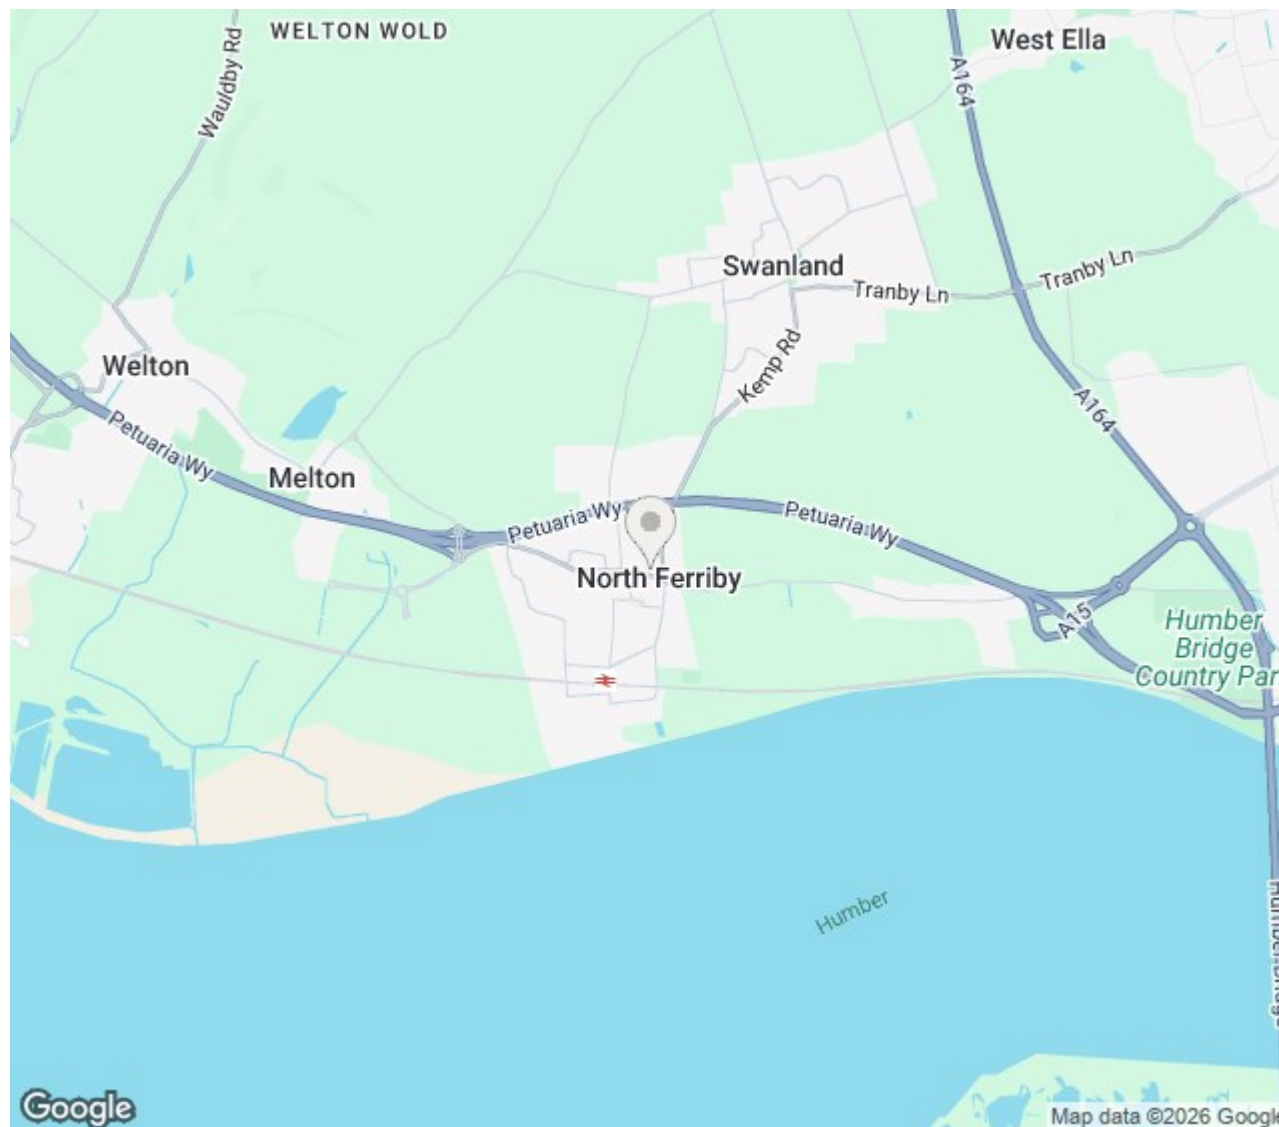 WELTON WOLD
Wauldby Rd
West Ella
A164
Swanland
Tranby Ln
Tranby Ln
Kemp Rd
Welton
A164
Petuaria Wy
Melton
Petuaria Wy
Petuaria Wy
North Ferriby
A15
Humber
Bridge
Country Par
Humber
Google
Map data ©2026 Google